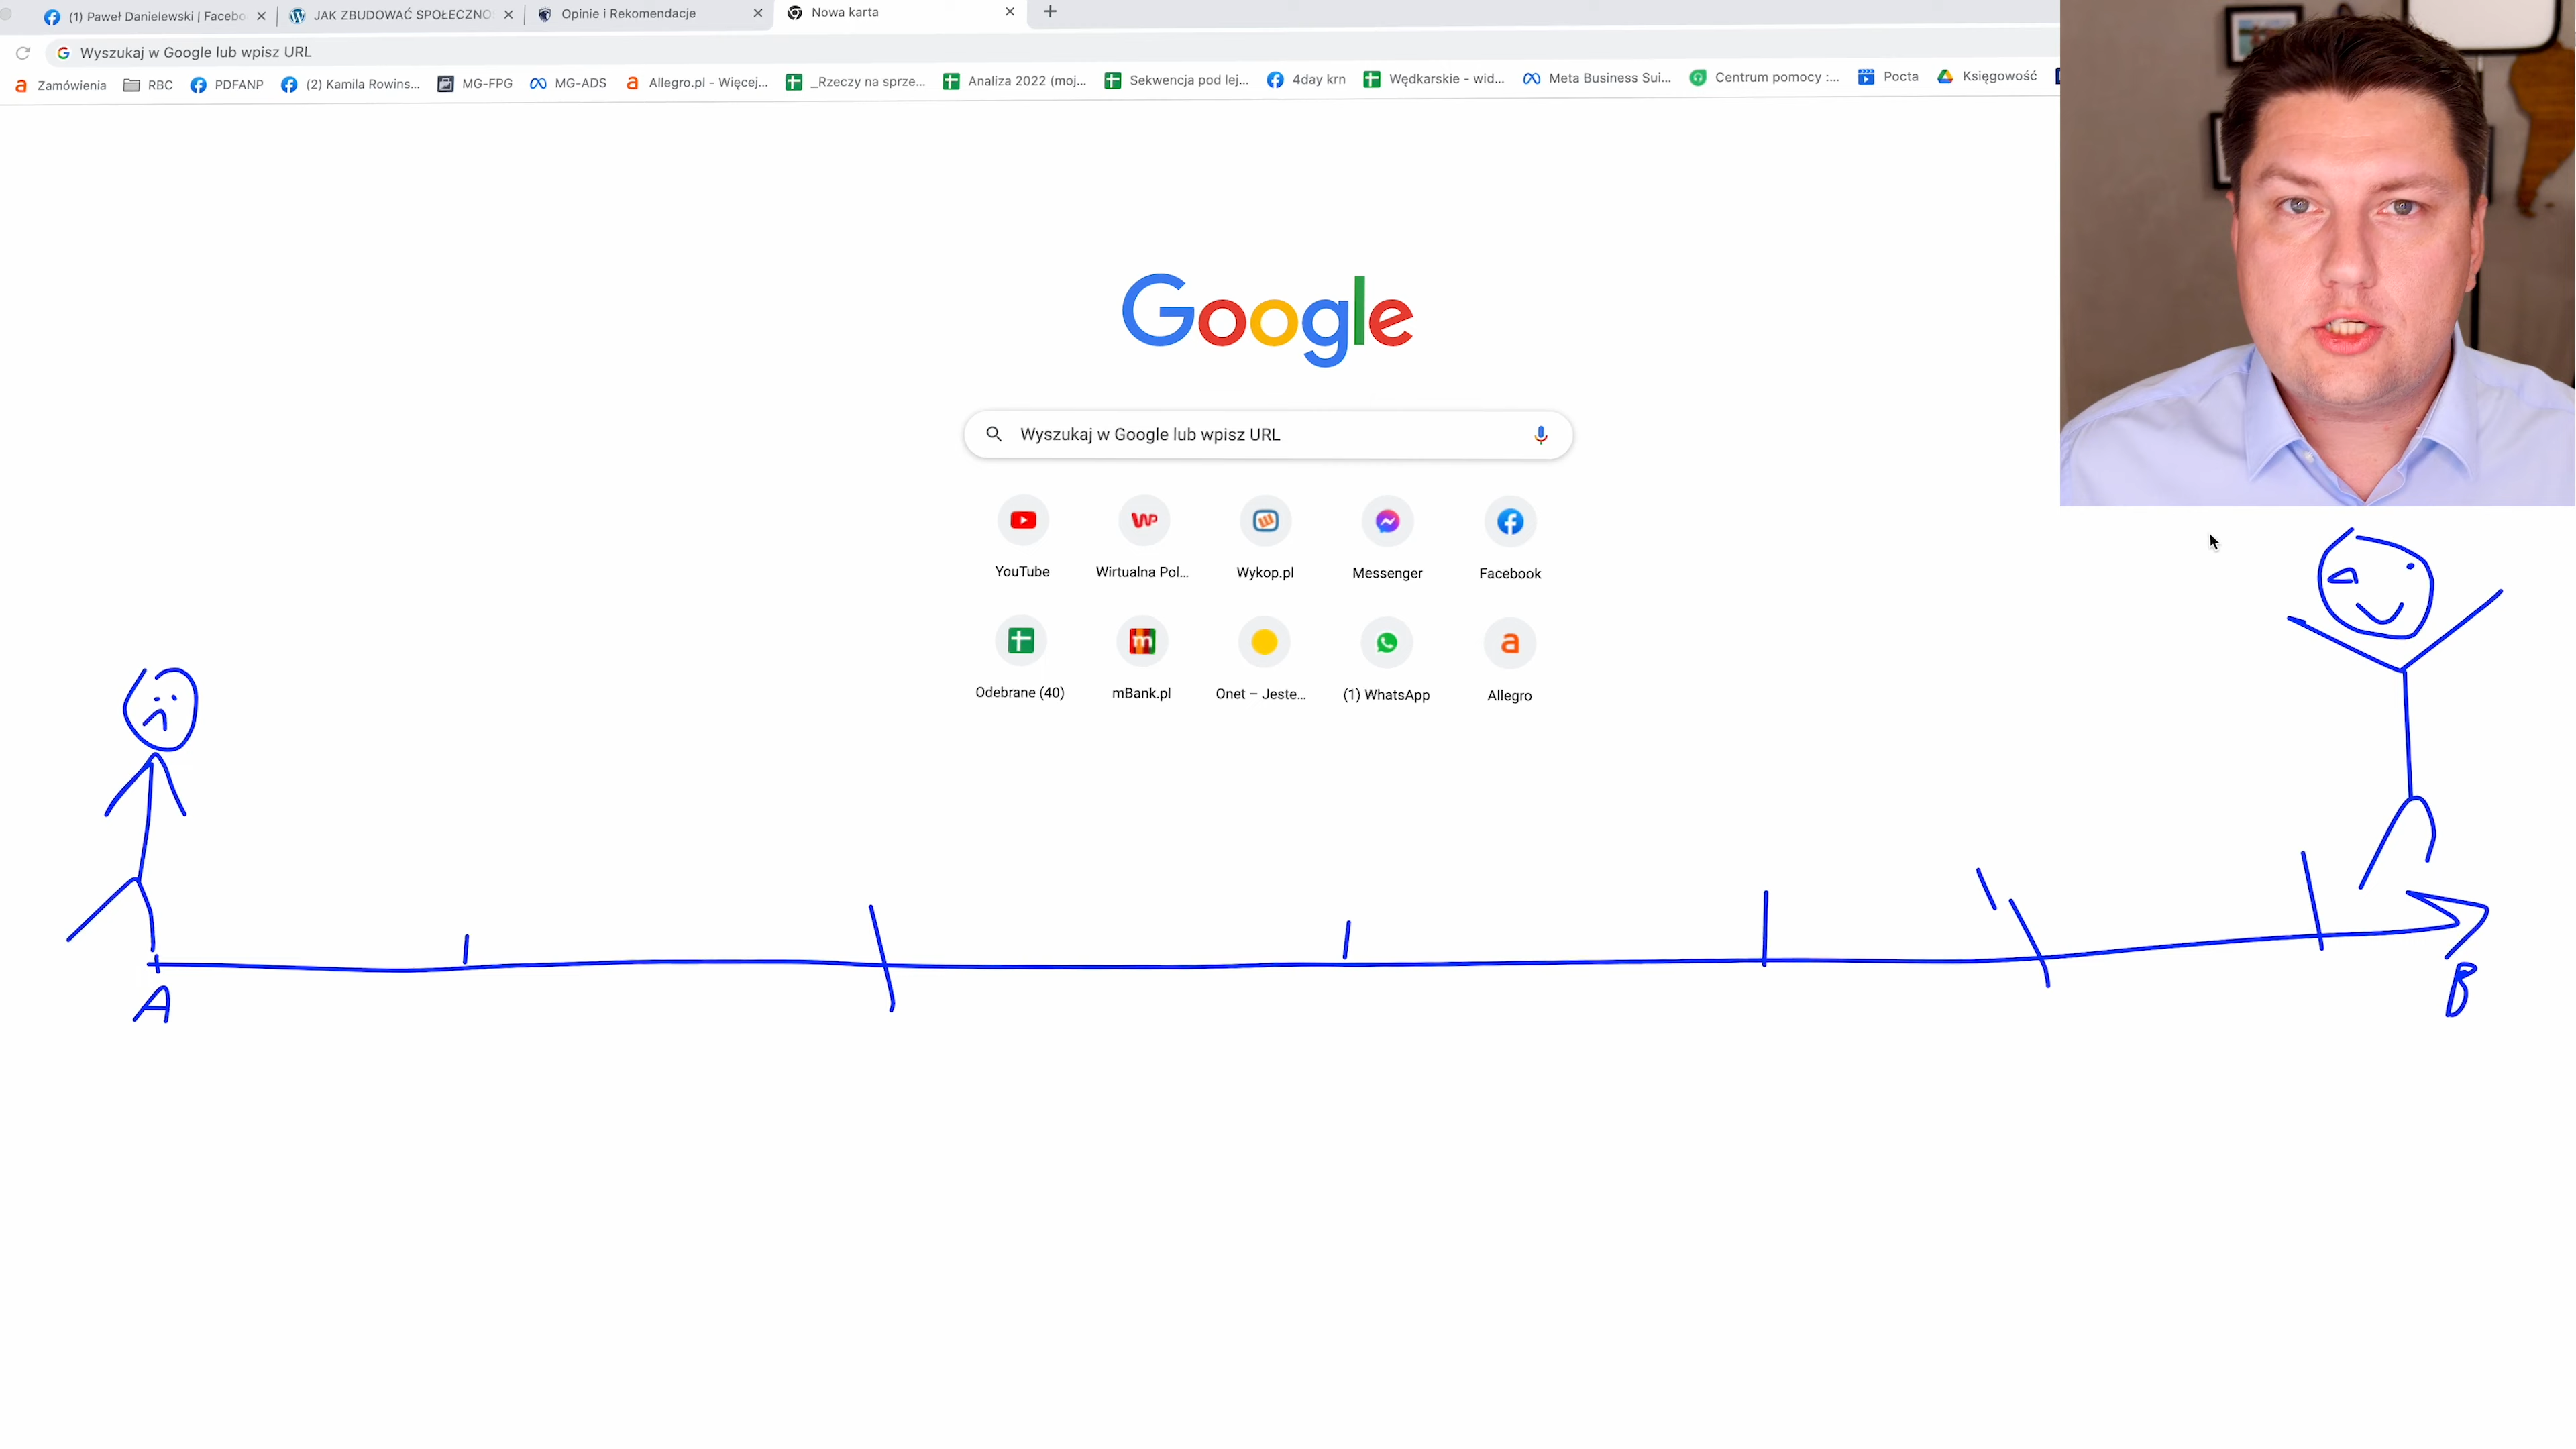 (1) Paweł Danielewski | Facebo
JAK ZBUDOWAĆ SPOŁECZNO
Opinie i Rekomendacje
Nowa karta
Wyszukaj w Google lub wpisz URL
Zamówienia
RBC
PDFANP
(2) Kamila Rowins...
MG-FPG
MG-ADS
Allegro.pl - Więcej...
_Rzeczy na sprze...
Analiza 2022 (moj...
Sekwencja pod lej...
4day krn
Wędkarskie - wid...
Meta Business Sui...
Centrum pomocy :...
Pocta
Księgowość
Google
Wyszukaj w Google lub wpisz URL
YouTube
Wirtualna Pol...
Wykop.pl
Messenger
Facebook
Odebrane (40)
mBank.pl
Onet – Jeste...
(1) WhatsApp
Allegro
A
B